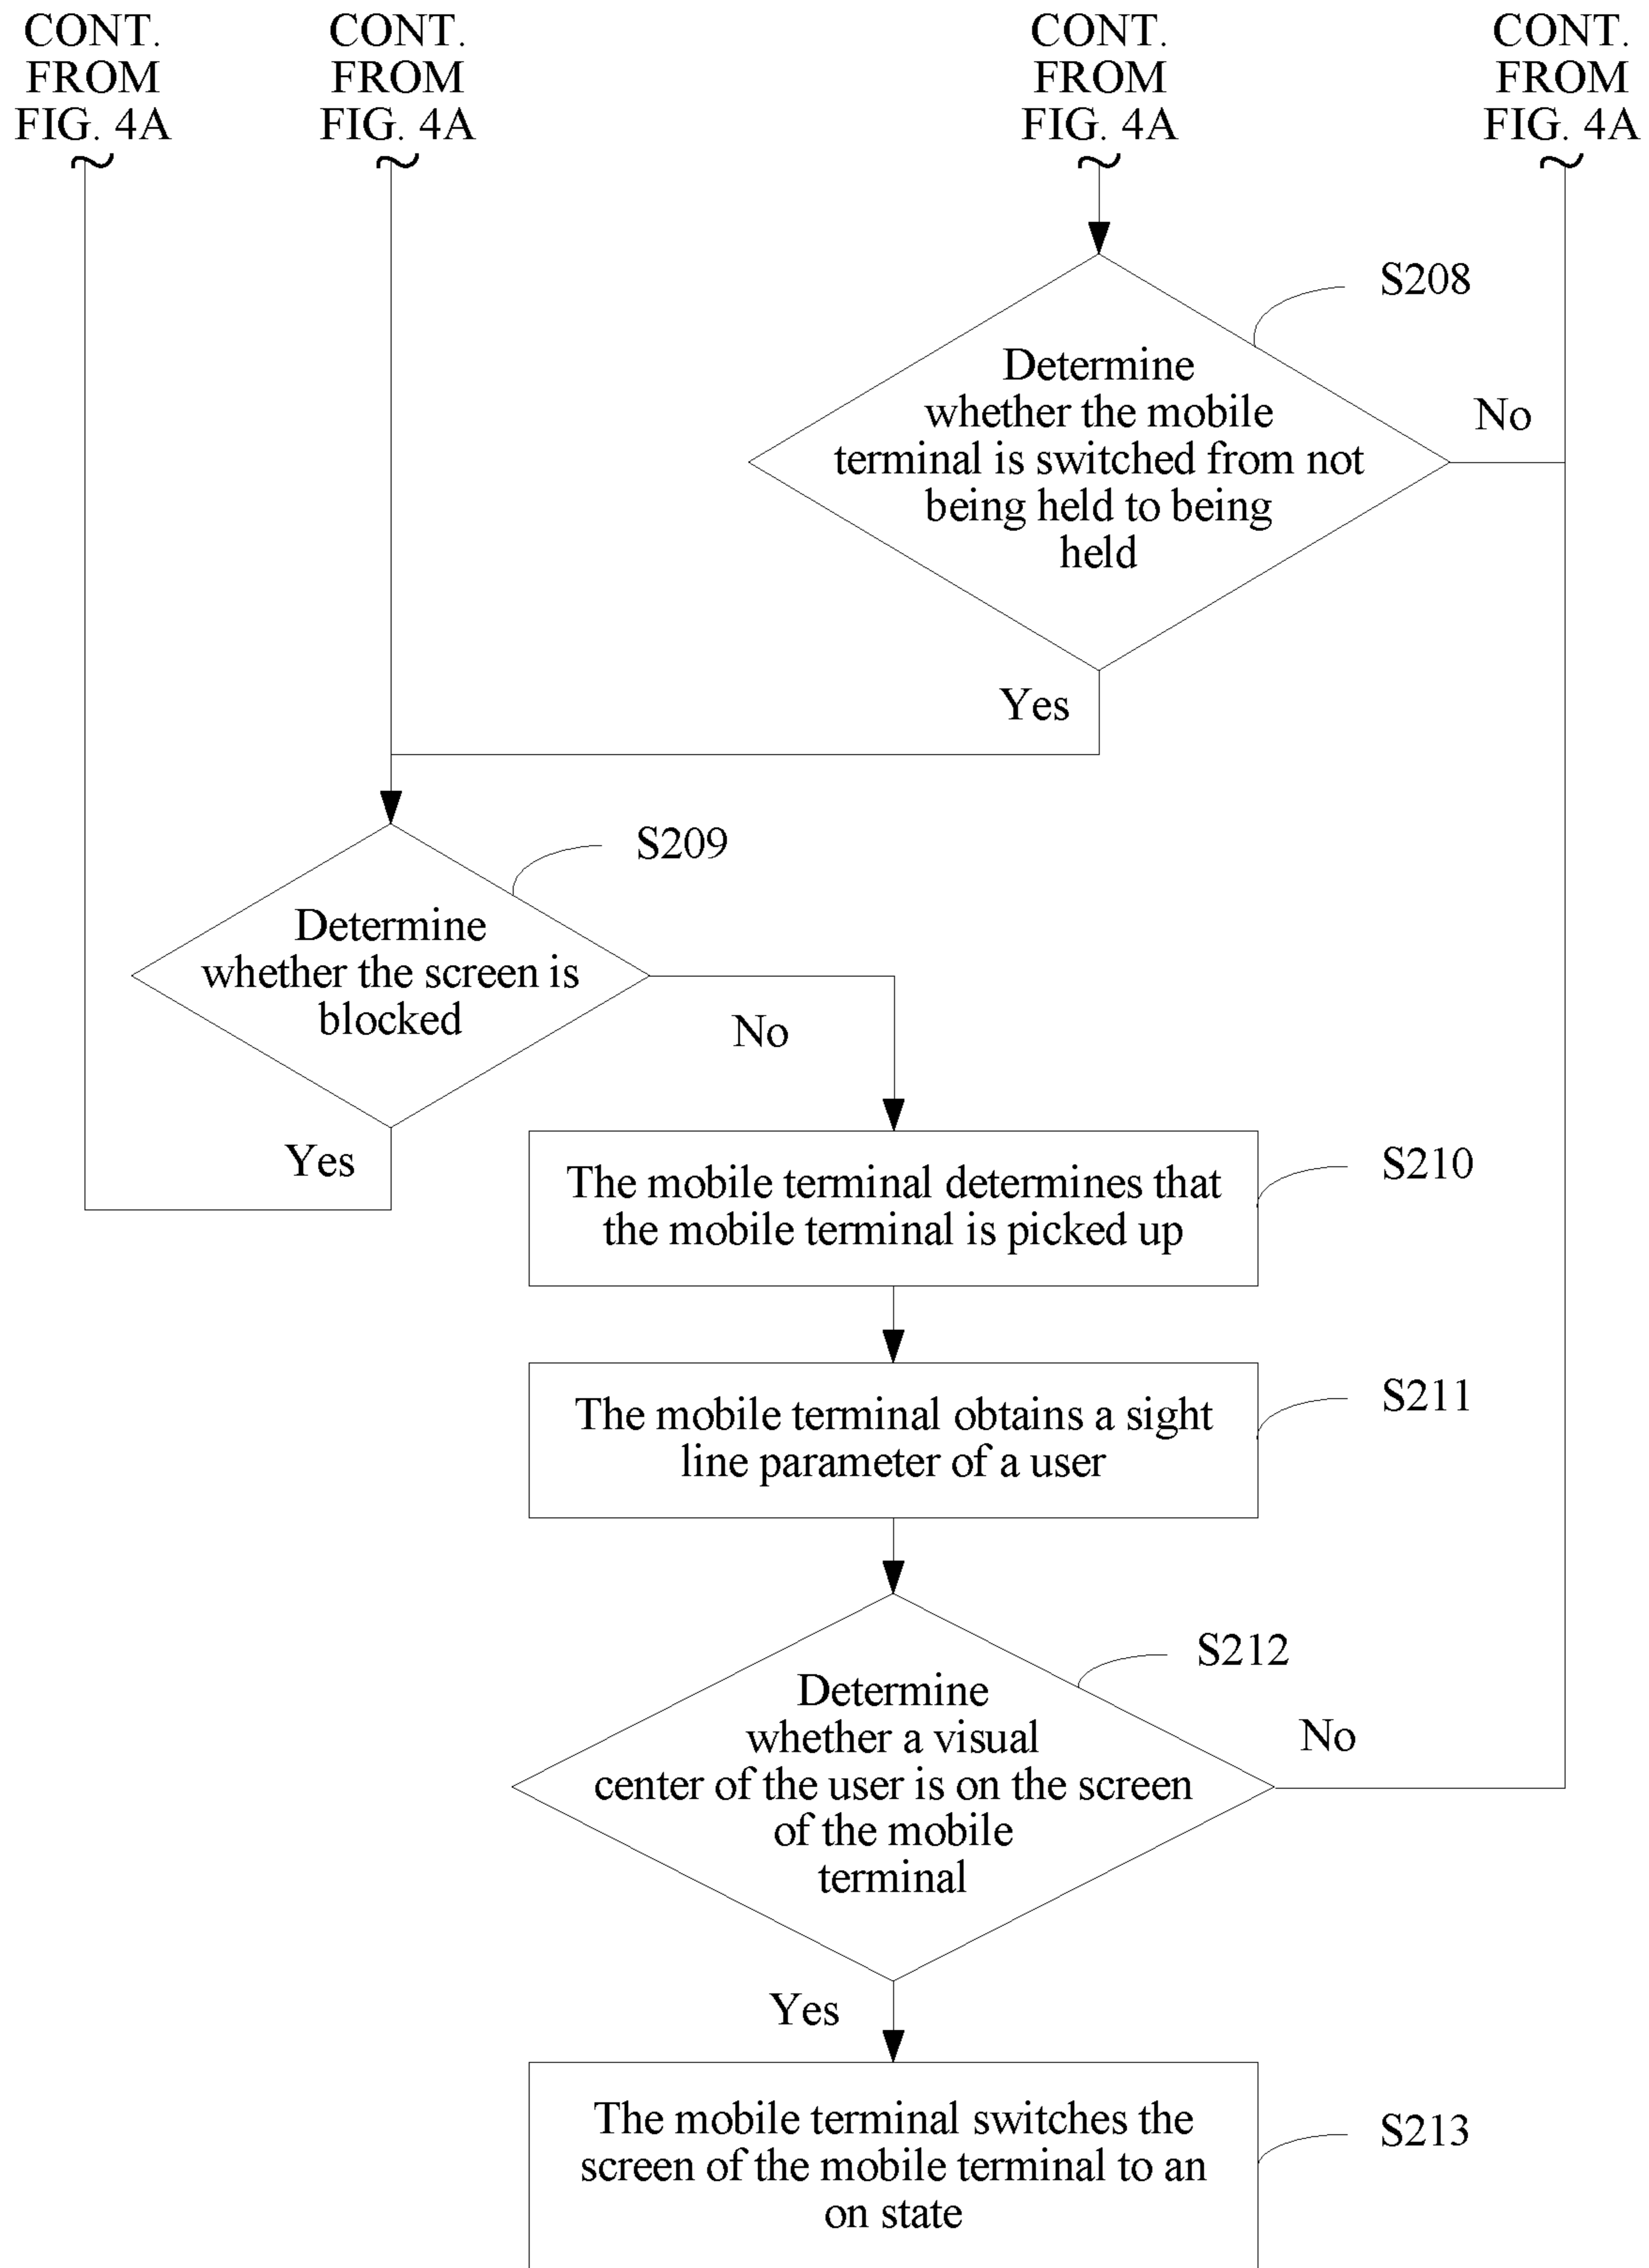 CONT.
FROM
FIG. 4A
CONT.
FROM
FIG. 4A
CONT.
FROM
FIG. 4A
CONT.
FROM
FIG. 4A
S208
Determine
whether the mobile
terminal is switched from not
being held to being
held
No
Yes
S209
Determine
whether the screen is
blocked
No
Yes
S210
The mobile terminal determines that
the mobile terminal is picked up
S211
The mobile terminal obtains a sight
line parameter of a user
S212
Determine
whether a visual
center of the user is on the screen
of the mobile
terminal
No
Yes
S213
The mobile terminal switches the
screen of the mobile terminal to an
on state